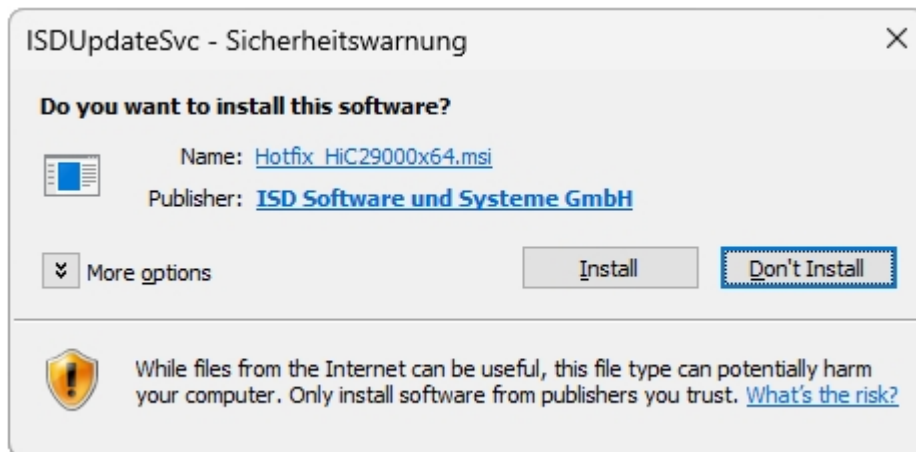 ISDUpdateSvc - Sicherheitswarnung
Do you want to install this software?
Name: Hotfix_HiC29000x64.msi
Publisher: ISD Software und Systeme GmbH
More options
Install
Don't Install
While files from the Internet can be useful, this file type can potentially harm
your computer. Only install software from publishers you trust. What's the risk?